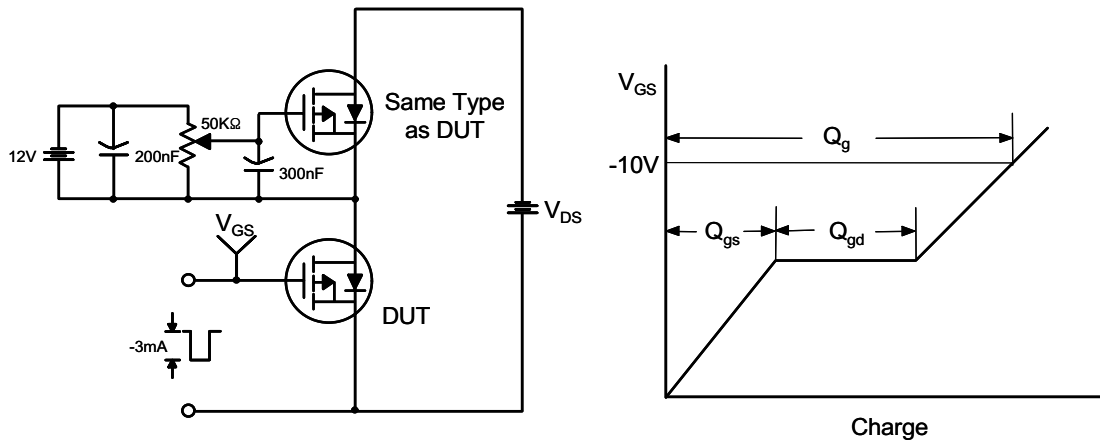 12V
200nF
50KΩ
300nF
Same Type
as DUT
V_GS
DUT
-3mA
V_DS
V_GS
-10V
Q_g
Q_gs
Q_gd
Charge